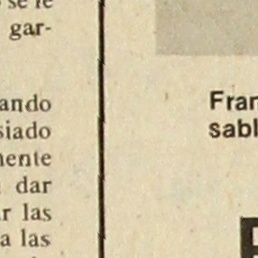 se le
gar-
ando
siado
mente
dar
r las
a las
Fran
sabl